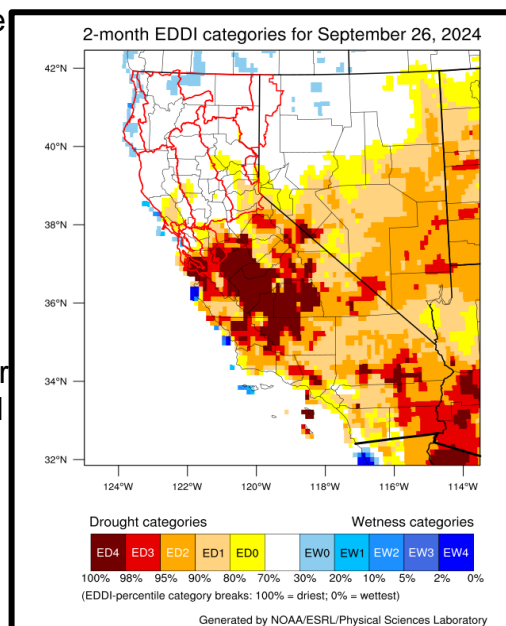 e
2-month EDDI categories for September 26, 2024
42°N
40°N
38°N
36°N
r
34°N
32°N
124°W 122°W 120°W 118°W 116°W 114°W
Drought categories Wetness categories
ED4 ED3 ED2 ED1 ED0 EW0 EW1 EW2 EW3 EW4
100% 98% 95% 90% 80% 70% 30% 20% 10% 5% 2% 0%
(EDDI-percentile category breaks: 100% = driest; 0% = wettest)
Generated by NOAA/ESRL/Physical Sciences Laboratory